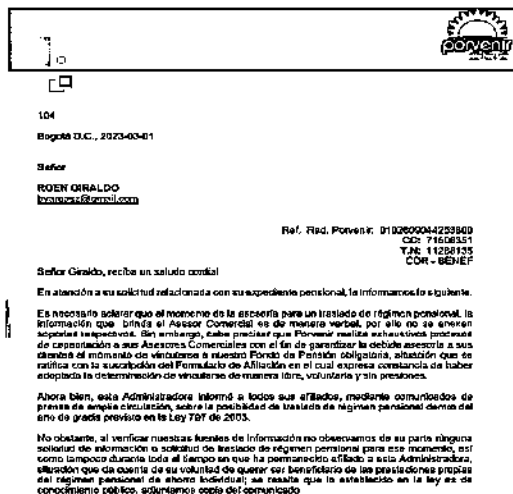 porvenir
104
Bogotá D.C., 2023-03-01
Señor
ROEN GIRALDO
Ref. Rad. Porvenir:
CC: 71608351
T.N: 11288135
COR - BENEF
Señor Giraldo, reciba un saludo cordial
En atención a su solicitud relacionada con su expediente pensional, le informamos lo siguiente.
Es necesario aclarar que al momento de la asesoría para un traslado de régimen pensional, la
información que brinda el Asesor Comercial es de manera verbal, por ello no se anexan
soportes respectivos. Sin embargo, cabe precisar que Porvenir realiza exhaustivos procesos
de capacitación a sus Asesores Comerciales con el fin de garantizar la debida asesoría a sus
clientes al momento de vincularse a nuestro Fondo de Pensión obligatoria, situación que se
ratifica con la suscripción del Formulario de Afiliación en el cual expresa constancia de haber
adoptado la determinación de vincularse de manera libre, voluntaria y sin presiones.
Ahora bien, esta Administradora informó a todos sus afiliados, mediante comunicados de
prensa de amplia circulación, sobre la posibilidad de traslado de régimen pensional dentro del
año de gracia previsto en la Ley 797 de 2003.
No obstante, al verificar nuestras fuentes de información no observamos de su parte ninguna
solicitud de información o solicitud de traslado de régimen pensional para ese momento, así
como tampoco durante todo el tiempo en que ha permanecido afiliado a esta Administradora,
situación que da cuenta de su voluntad de querer ser beneficiario de las prestaciones propias
del régimen pensional de ahorro individual; se resalta que lo establecido en la ley es de
conocimiento público, adjuntamos copia del comunicado